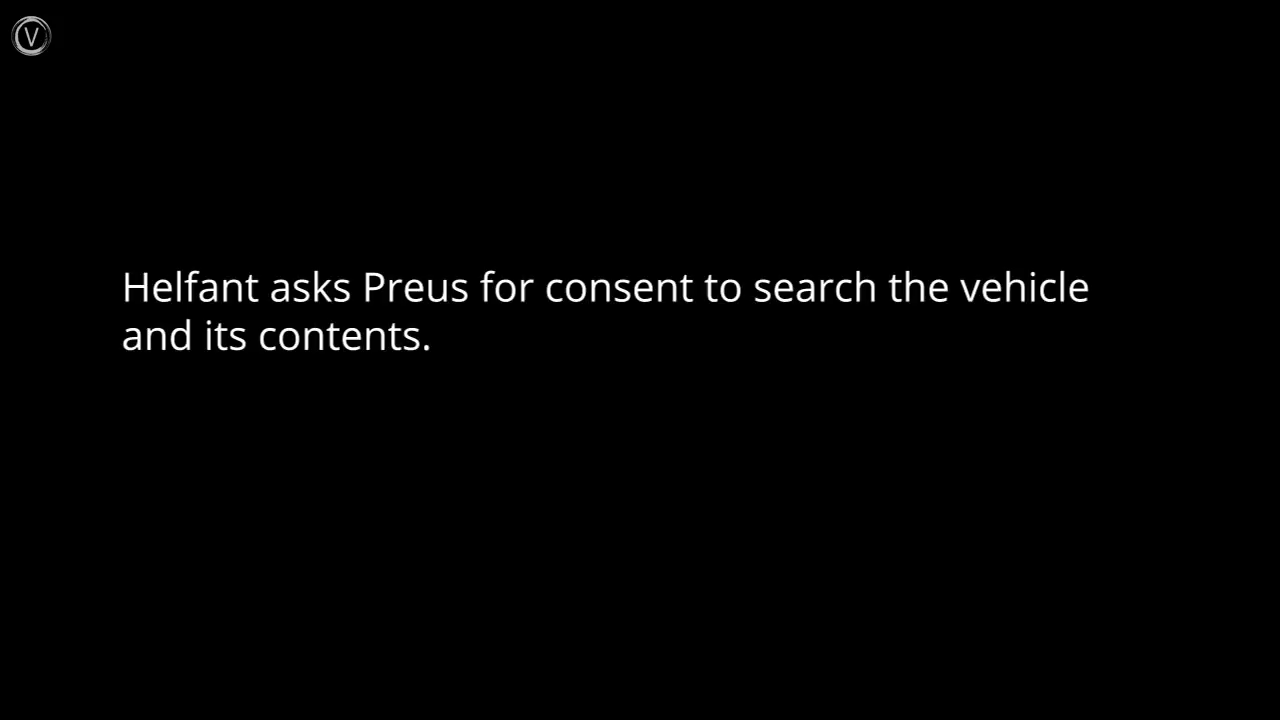 V
Helfant asks Preus for consent to search the vehicle
and its contents.